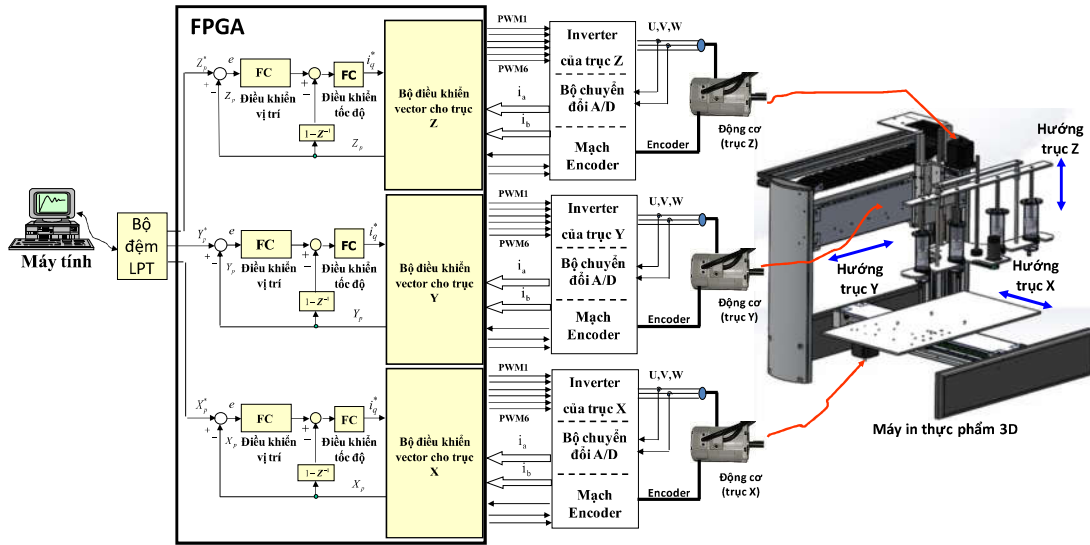 FPGA
Máy tính
Bộ
đệm
LPT
Z*p
+
−
e
Zp
FC
Điều khiển
vị trí
+
−
FC
Điều khiển
tốc độ
i*q
1−Z⁻¹
Zp
Bộ điều khiển
vector cho trục
Z
PWM1
PWM6
ia
ib
Inverter
của trục Z
Bộ chuyển
đổi A/D
Mạch
Encoder
U,V,W
Encoder
Động cơ
(trục Z)
Y*p
+
−
e
Yp
FC
Điều khiển
vị trí
+
−
FC
Điều khiển
tốc độ
i*q
1−Z⁻¹
Yp
Bộ điều khiển
vector cho trục
Y
PWM1
PWM6
ia
ib
Inverter
của trục Y
Bộ chuyển
đổi A/D
Mạch
Encoder
U,V,W
Encoder
Động cơ
(trục Y)
X*p
+
−
e
Xp
FC
Điều khiển
vị trí
+
−
FC
Điều khiển
tốc độ
i*q
1−Z⁻¹
Xp
Bộ điều khiển
vector cho trục
X
PWM1
PWM6
ia
ib
Inverter
của trục X
Bộ chuyển
đổi A/D
Mạch
Encoder
U,V,W
Encoder
Động cơ
(trục X)
Hướng
trục Z
Hướng
trục Y
Hướng
trục X
Máy in thực phẩm 3D